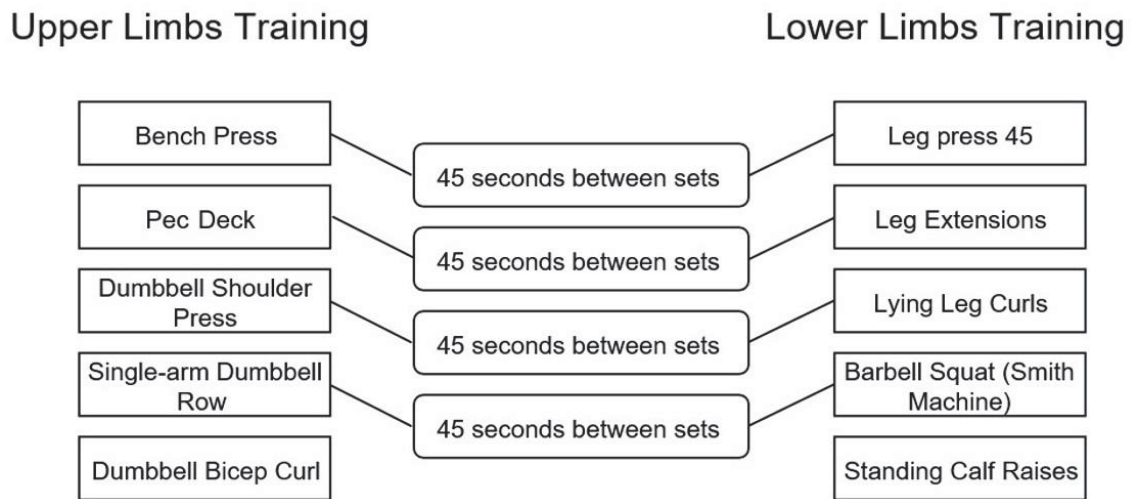 Upper Limbs Training
Lower Limbs Training
Bench Press
45 seconds between sets
Leg press 45
Pec Deck
45 seconds between sets
Leg Extensions
Dumbbell Shoulder
Press
45 seconds between sets
Lying Leg Curls
Single-arm Dumbbell
Row
45 seconds between sets
Barbell Squat (Smith
Machine)
Dumbbell Bicep Curl
Standing Calf Raises